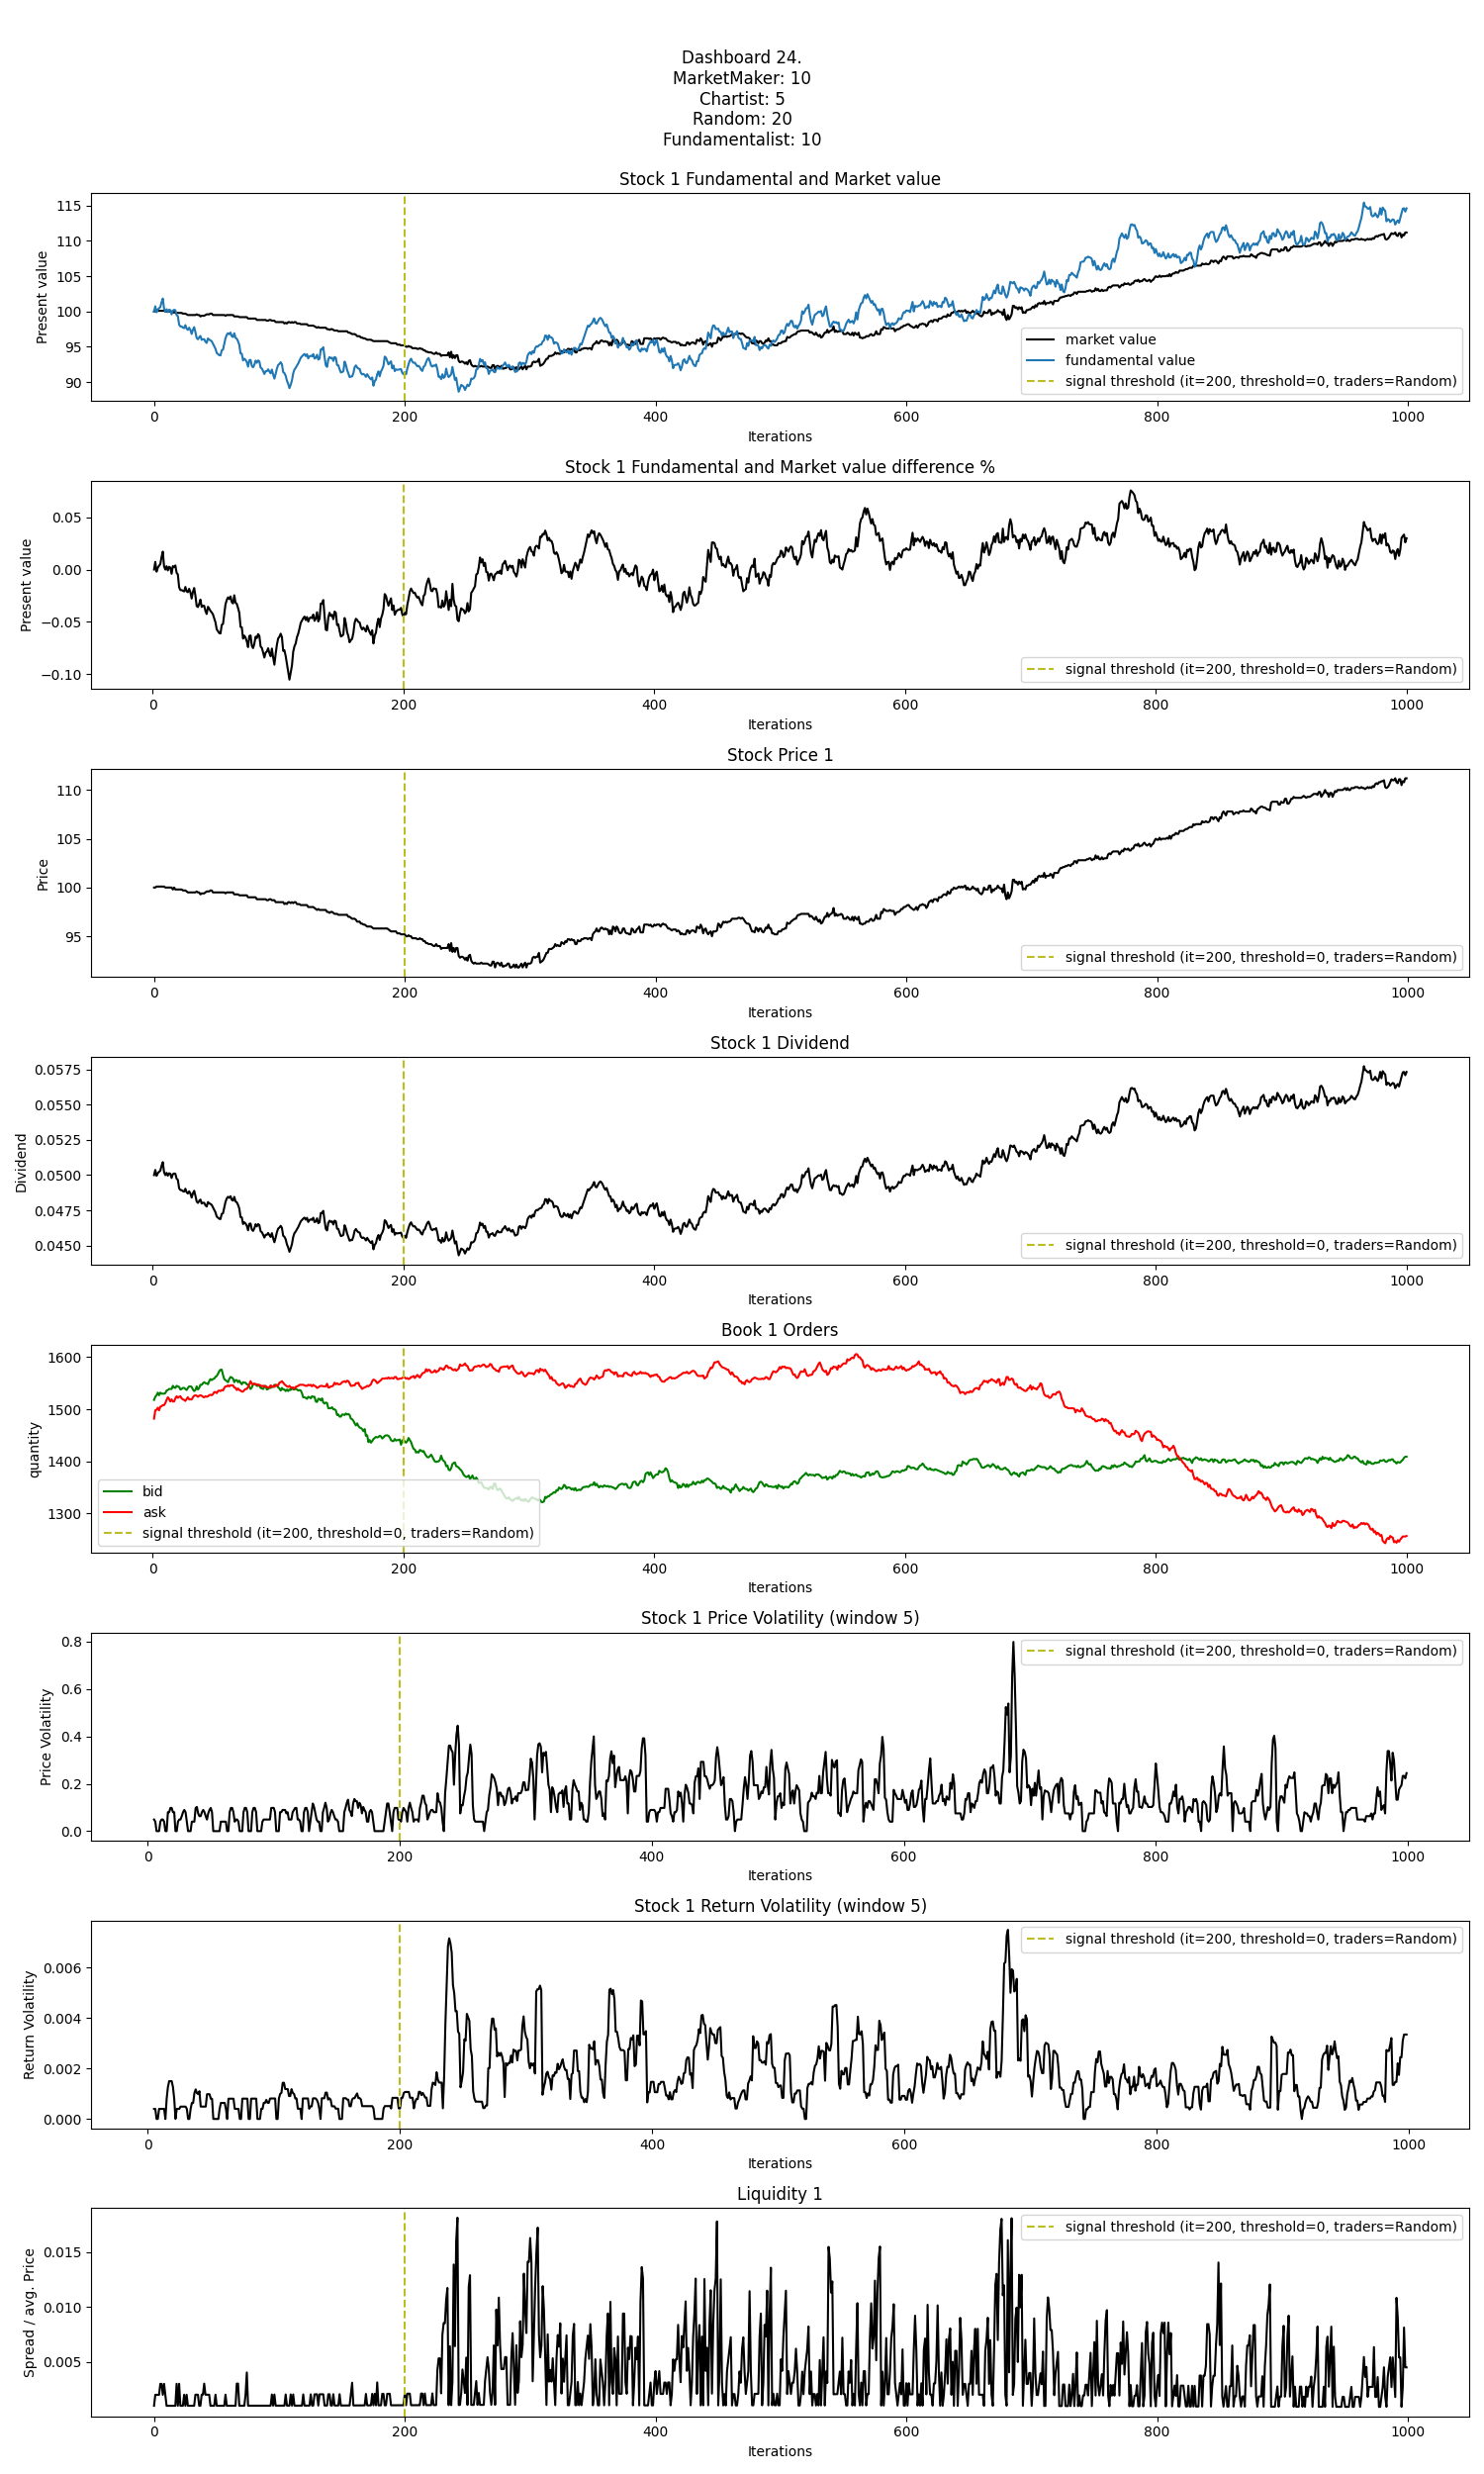 Dashboard 24.
MarketMaker: 10
Chartist: 5
Random: 20
Fundamentalist: 10
Stock 1 Fundamental and Market value
Present value
115
110
105
100
95
90
market value
fundamental value
signal threshold (it=200, threshold=0, traders=Random)
0 200 400 600 800 1000
Iterations
Stock 1 Fundamental and Market value difference %
Present value
0.05
0.00
−0.05
−0.10
signal threshold (it=200, threshold=0, traders=Random)
0 200 400 600 800 1000
Iterations
Stock Price 1
Price
110
105
100
95
signal threshold (it=200, threshold=0, traders=Random)
0 200 400 600 800 1000
Iterations
Stock 1 Dividend
Dividend
0.0575
0.0550
0.0525
0.0500
0.0475
0.0450
signal threshold (it=200, threshold=0, traders=Random)
0 200 400 600 800 1000
Iterations
Book 1 Orders
quantity
1600
1500
1400
1300
bid
ask
signal threshold (it=200, threshold=0, traders=Random)
0 200 400 600 800 1000
Iterations
Stock 1 Price Volatility (window 5)
Price Volatility
0.8
0.6
0.4
0.2
0.0
signal threshold (it=200, threshold=0, traders=Random)
0 200 400 600 800 1000
Iterations
Stock 1 Return Volatility (window 5)
Return Volatility
0.006
0.004
0.002
0.000
signal threshold (it=200, threshold=0, traders=Random)
0 200 400 600 800 1000
Iterations
Liquidity 1
Spread / avg. Price
0.015
0.010
0.005
signal threshold (it=200, threshold=0, traders=Random)
0 200 400 600 800 1000
Iterations